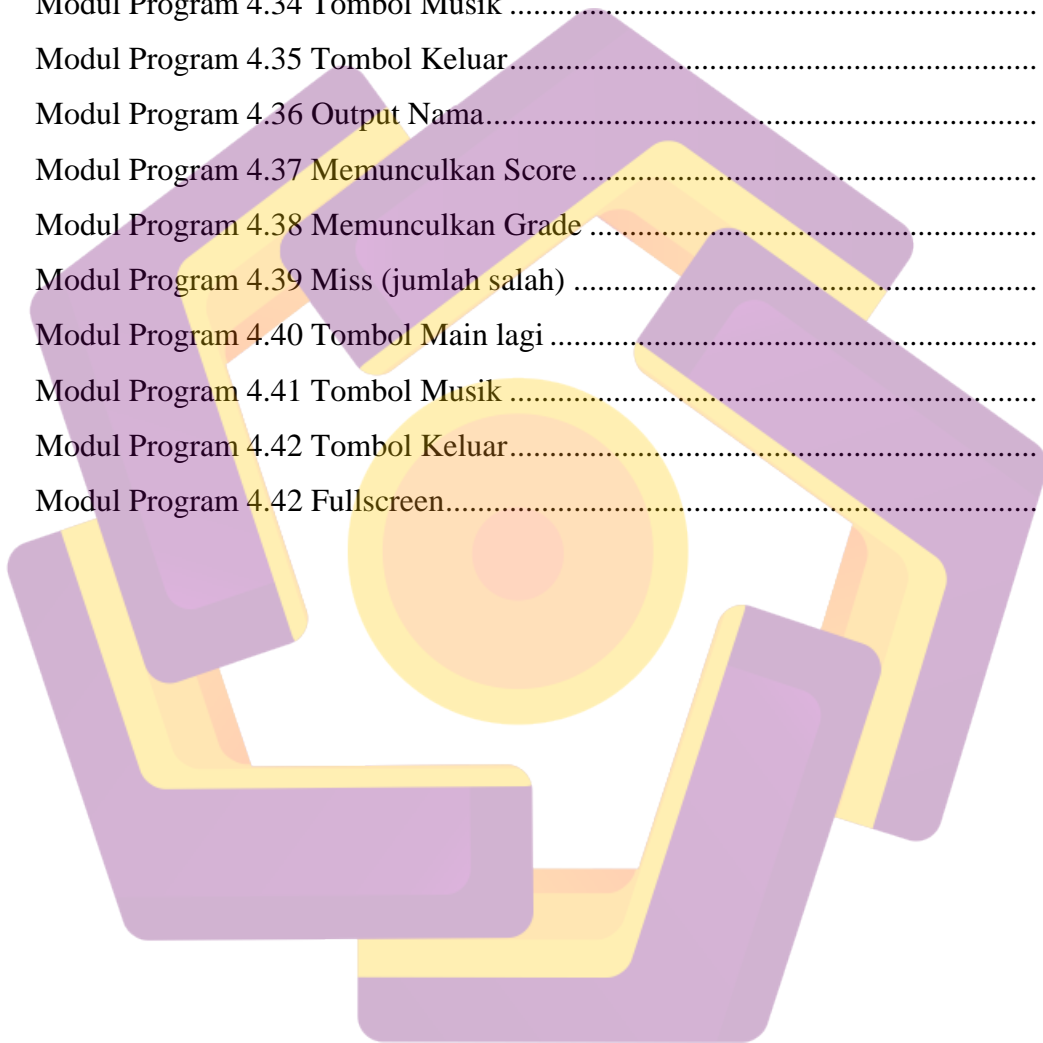 Modul Program 4.34 Tombol Musik ................................................................
Modul Program 4.35 Tombol Keluar................................................................
Modul Program 4.36 Output Nama...................................................................
Modul Program 4.37 Memunculkan Score .......................................................
Modul Program 4.38 Memunculkan Grade ......................................................
Modul Program 4.39 Miss (jumlah salah) ........................................................
Modul Program 4.40 Tombol Main lagi ...........................................................
Modul Program 4.41 Tombol Musik ................................................................
Modul Program 4.42 Tombol Keluar................................................................
Modul Program 4.42 Fullscreen........................................................................